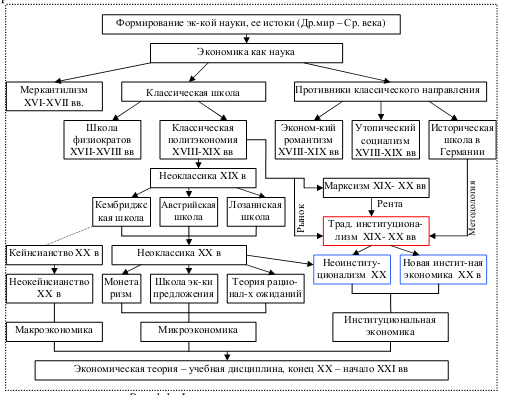 Формирование эк-кой науки, ее истоки (Др.мир – Ср. века)
Экономика как наука
Меркантилизм
XVI-XVII вв.
Классическая школа
Противники классического направления
Школа
физиократов
XVII-XVIII вв
Классическая
политэкономия
XVIII-XIX вв
Эконом-кий
романтизм
XVIII-XIX вв
Утопический
социализм
XVIII-XIX вв
Историческая
школа в
Германии
Неоклассика XIX в
Марксизм XIX- XX вв
Кембриджс
кая школа
Австрийская
школа
Лозаннская
школа
Рынок
Рента
Методология
Трад. институциона-
лизм XIX- XX вв
Кейнсианство XX в
Неоклассика XX в
Неоинститу-
ционализм XX
Новая инстит-ная
экономика XX в
Неокейнсианство
XX в
Монета
ризм
Школа эк-ки
предложения
Теория рацио-
нал-х ожиданий
Макроэкономика
Микроэкономика
Институциональная
экономика
Экономическая теория – учебная дисциплина, конец XX – начало XXI вв